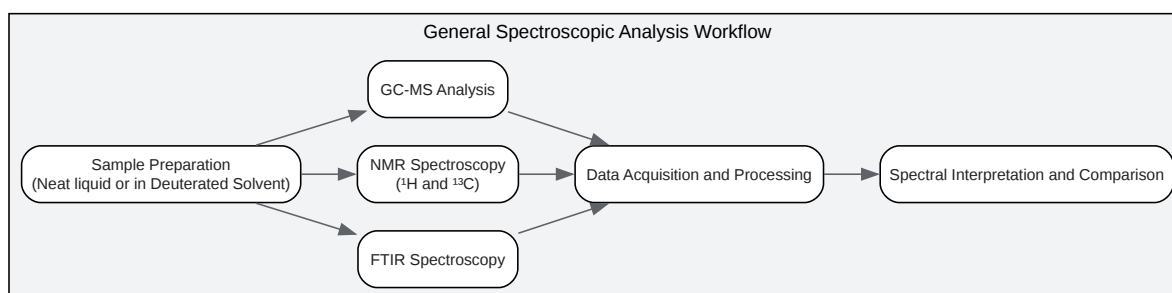 General Spectroscopic Analysis Workflow
GC-MS Analysis
Sample Preparation
(Neat liquid or in Deuterated Solvent)
NMR Spectroscopy
(¹H and ¹³C)
Data Acquisition and Processing
Spectral Interpretation and Comparison
FTIR Spectroscopy